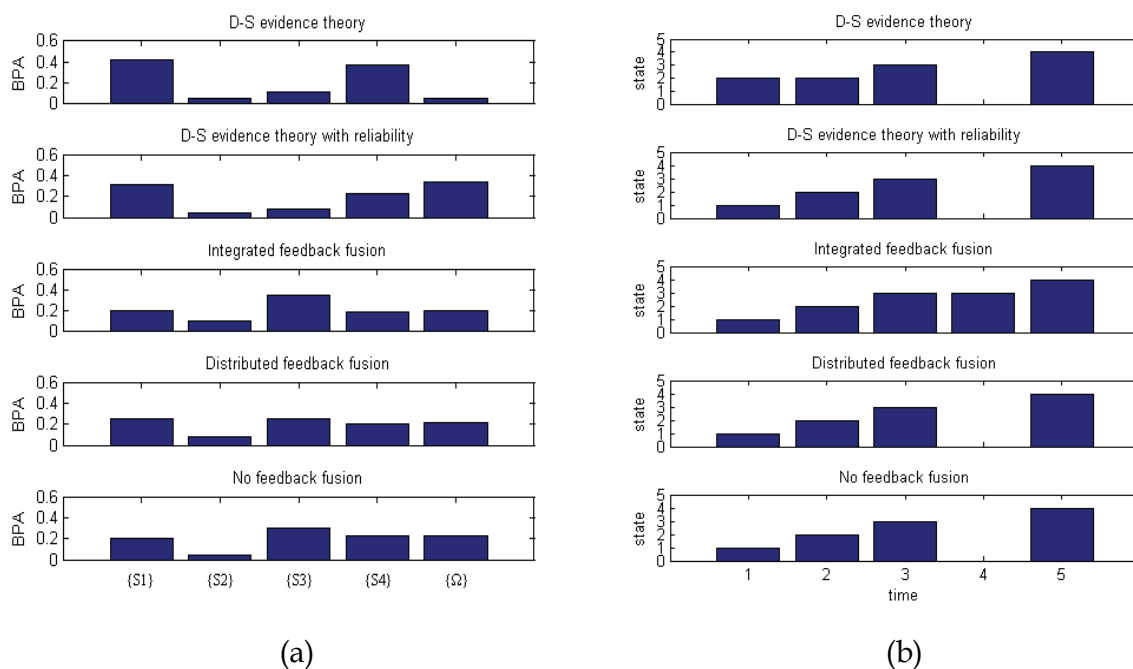 D-S evidence theory
BPA
0.6
0.4
0.2
0
D-S evidence theory with reliability
BPA
0.6
0.4
0.2
0
Integrated feedback fusion
BPA
0.6
0.4
0.2
0
Distributed feedback fusion
BPA
0.6
0.4
0.2
0
No feedback fusion
BPA
0.6
0.4
0.2
0
{S1} {S2} {S3} {S4} {Ω}
(a)
D-S evidence theory
state
5
4
3
2
1
0
D-S evidence theory with reliability
state
5
4
3
2
1
0
Integrated feedback fusion
state
5
4
3
2
1
0
Distributed feedback fusion
state
5
4
3
2
1
0
No feedback fusion
state
5
4
3
2
1
0
1 2 3 4 5
time
(b)